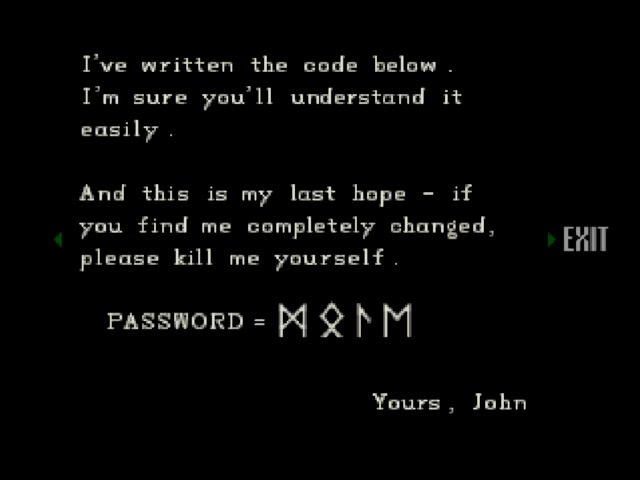 I've written the code below.
I'm sure you'll understand it
easily.
And this is my last hope - if
you find me completely changed,
please kill me yourself.
EXIT
PASSWORD = ᛗᛟᛚᛖ
Yours, John